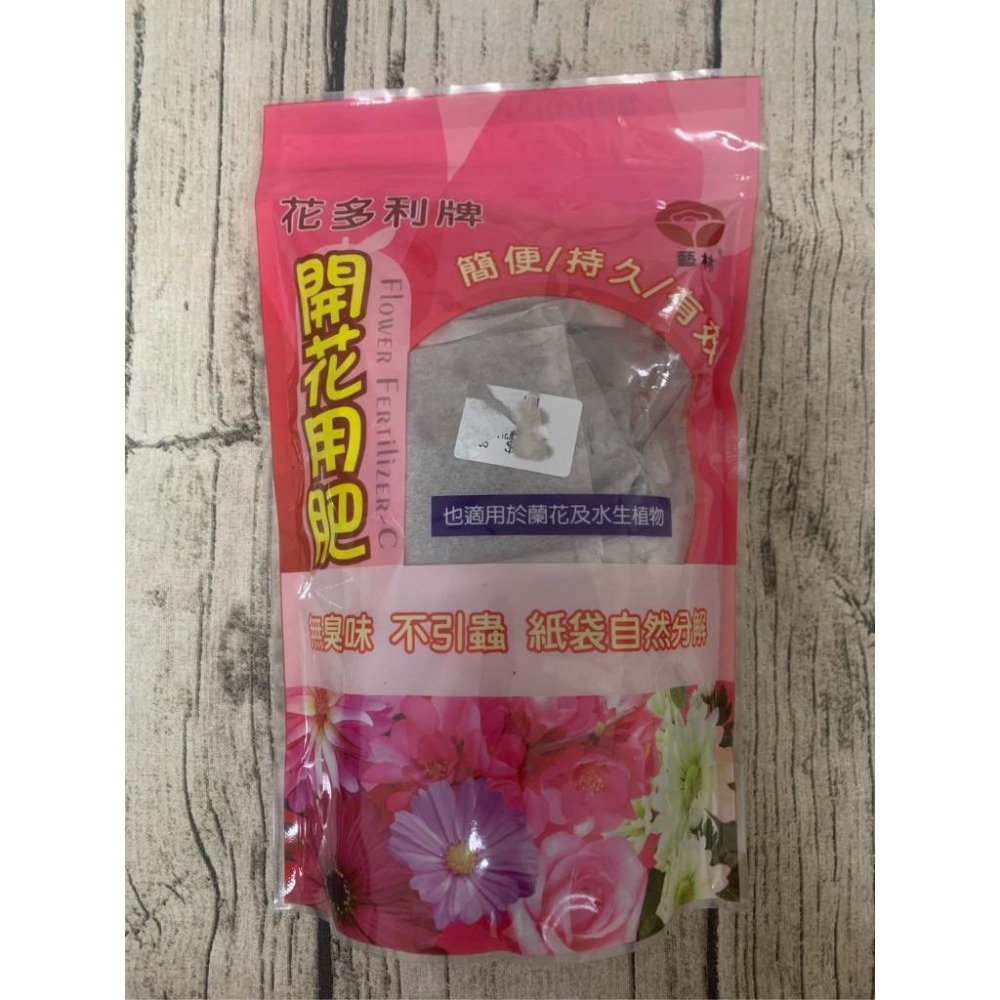 花多利牌
藝林
簡便/持久/有效
開花用肥
Flower Fertilizer-C
也適用於蘭花及水生植物
無臭味 不引蟲 紙袋自然分解